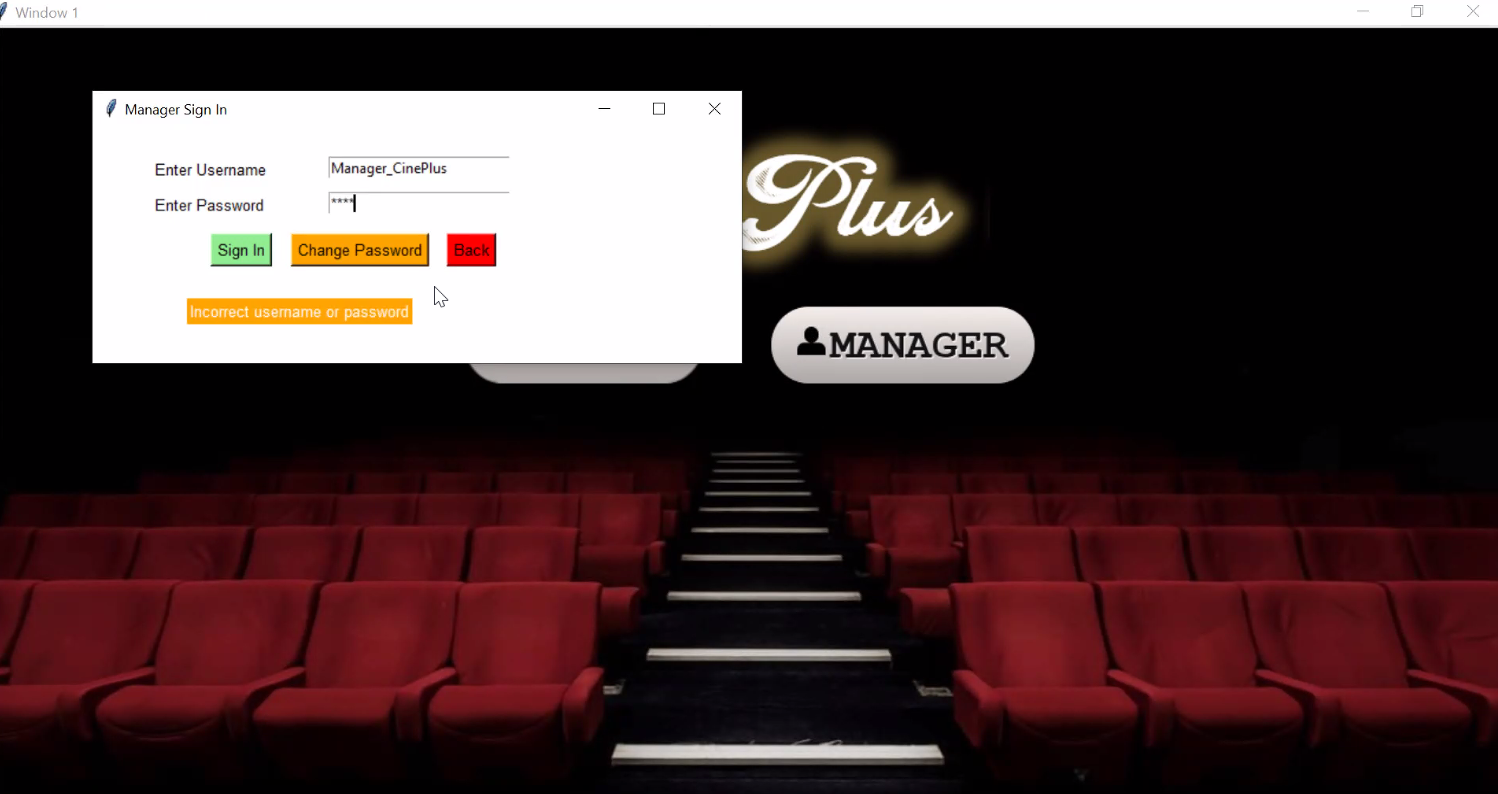 Window 1
Manager Sign In
Enter Username Manager_CinePlus
Enter Password ****
Sign In Change Password Back
Incorrect username or password
Plus
MANAGER